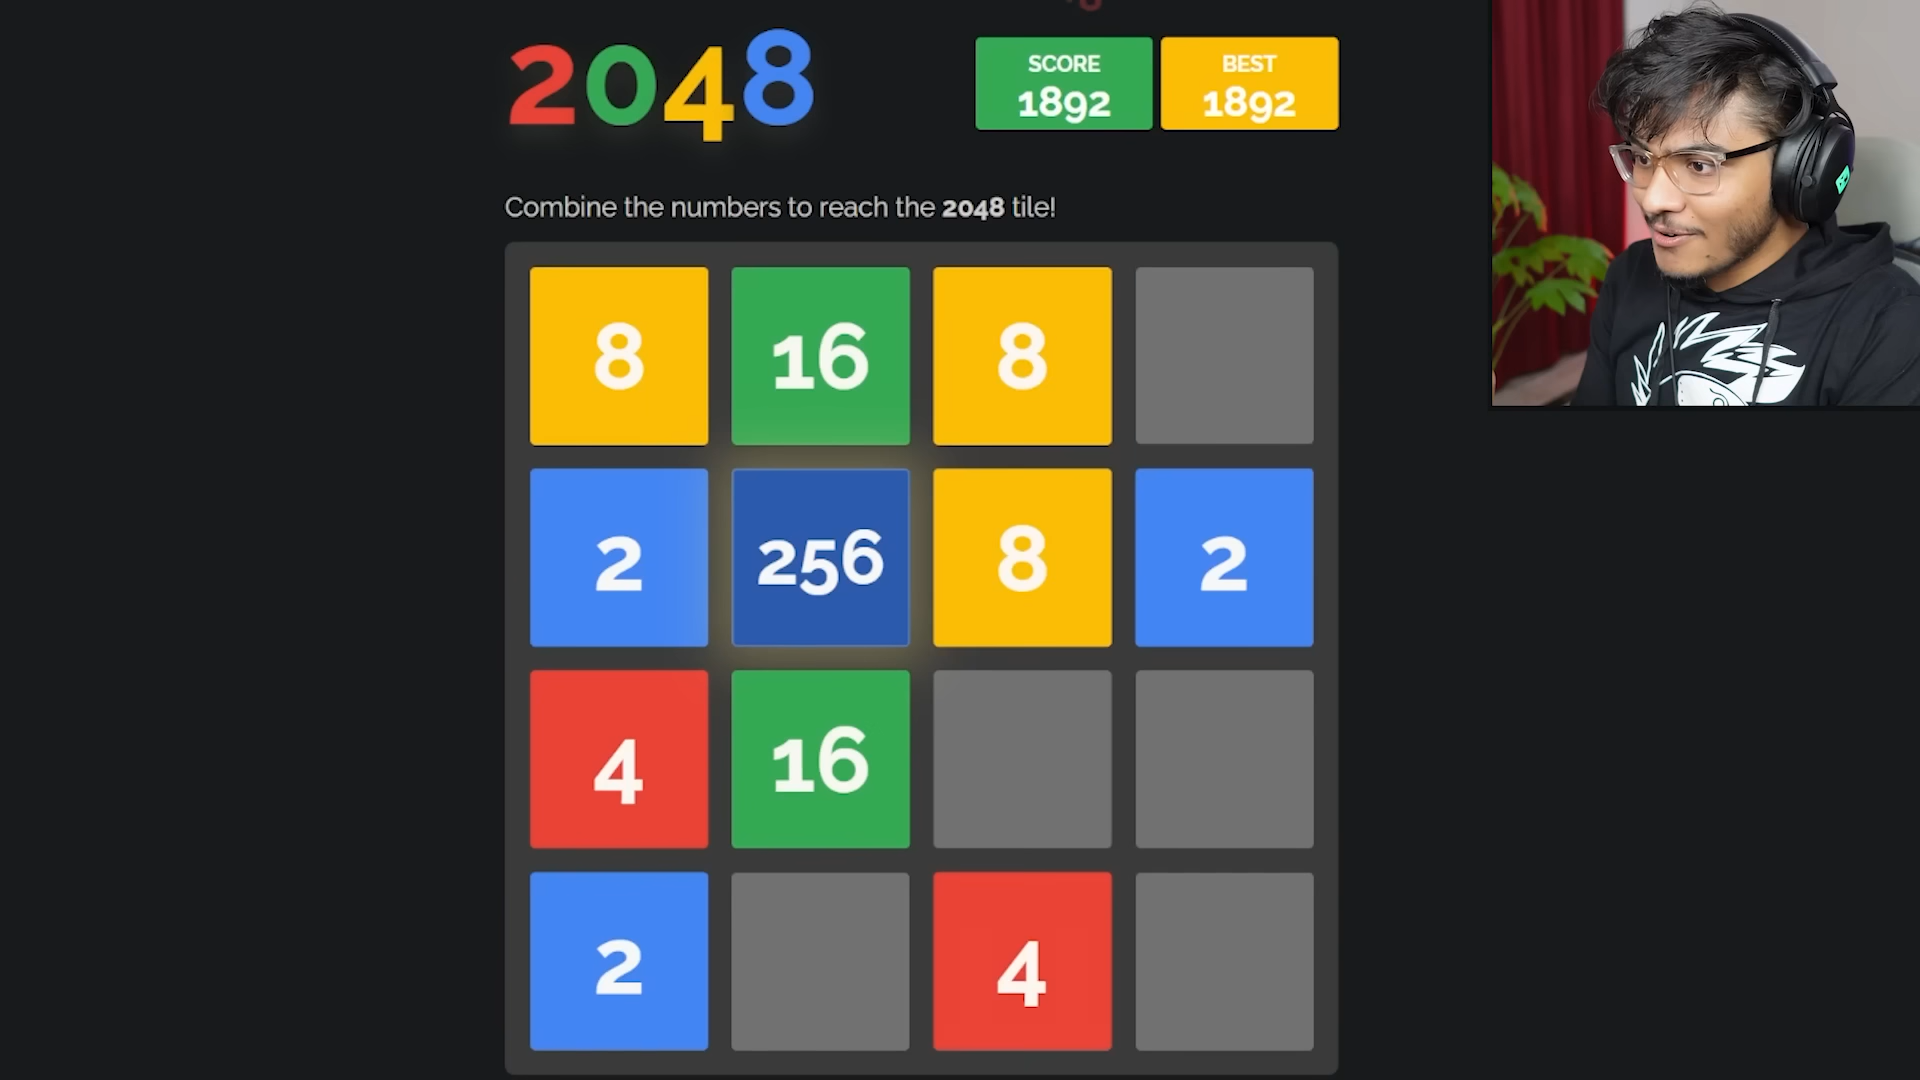 2048
SCORE
1892
BEST
1892
Combine the numbers to reach the 2048 tile!
8 16 8
2 256 8 2
4 16
2 4